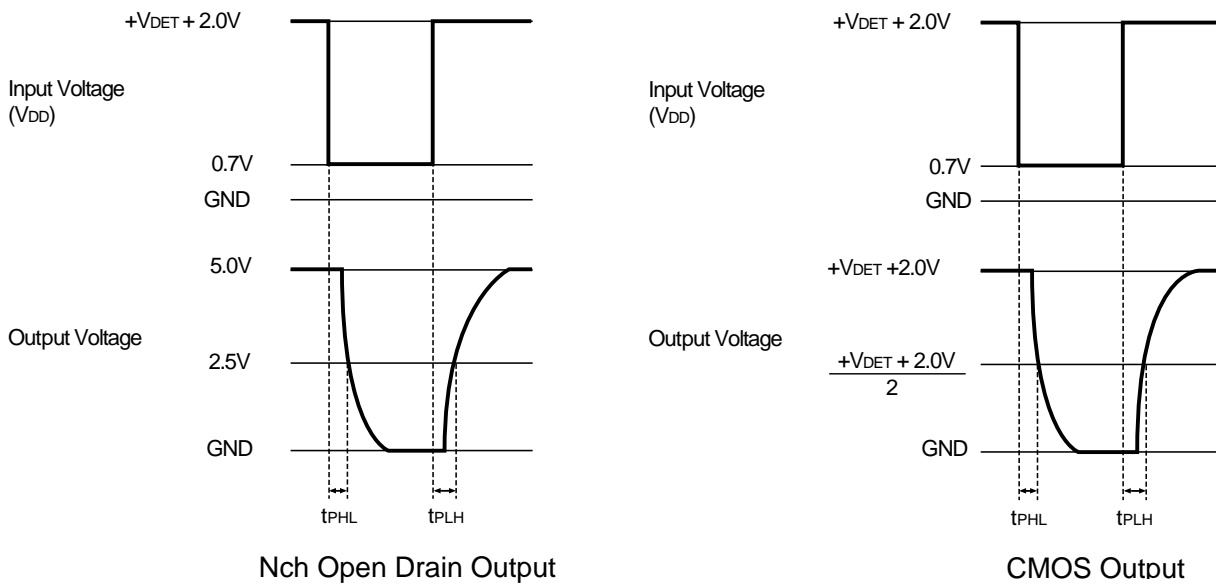 +VDET + 2.0V
Input Voltage
(VDD)
0.7V
GND
5.0V
Output Voltage
2.5V
GND
tPHL
tPLH
Nch Open Drain Output
+VDET + 2.0V
Input Voltage
(VDD)
0.7V
GND
+VDET +2.0V
Output Voltage
+VDET + 2.0V
2
GND
tPHL
tPLH
CMOS Output